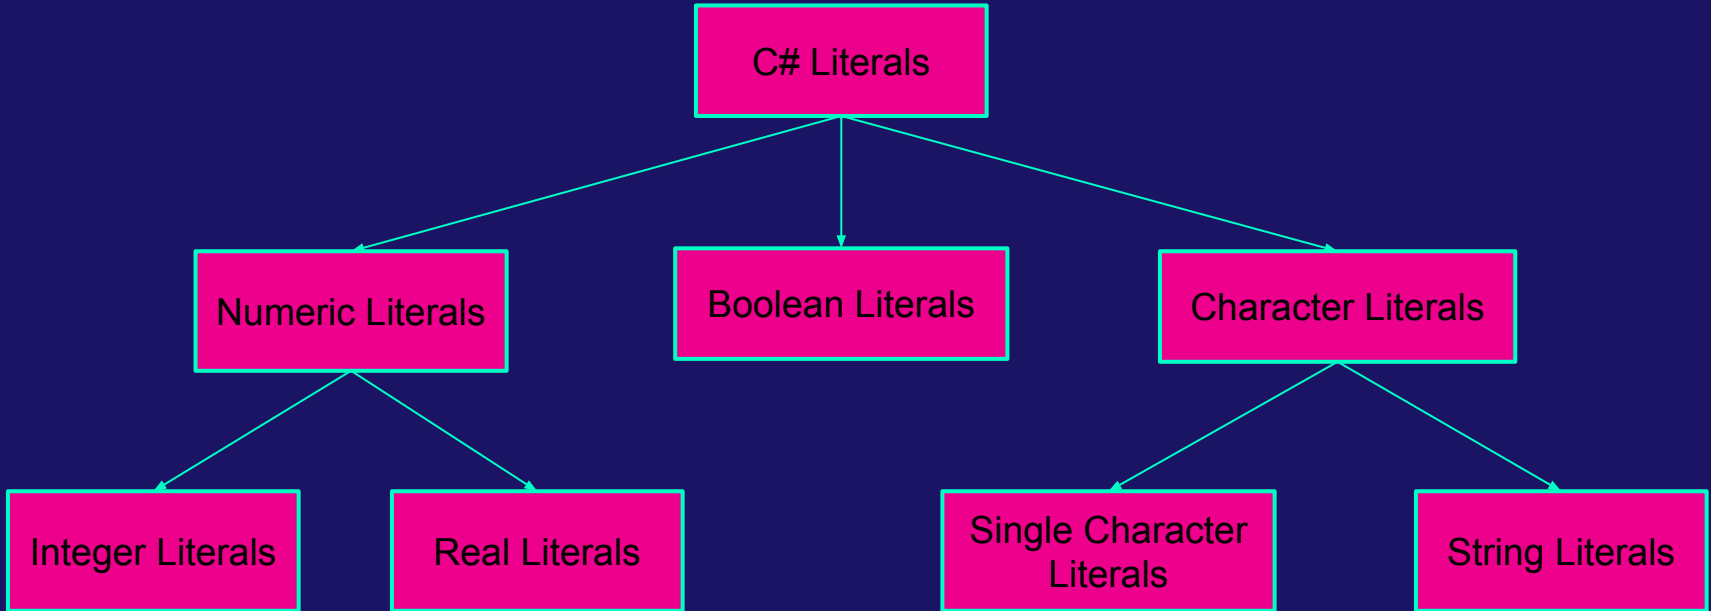 C# Literals
Numeric Literals
Boolean Literals
Character Literals
Integer Literals
Real Literals
Single Character
Literals
String Literals